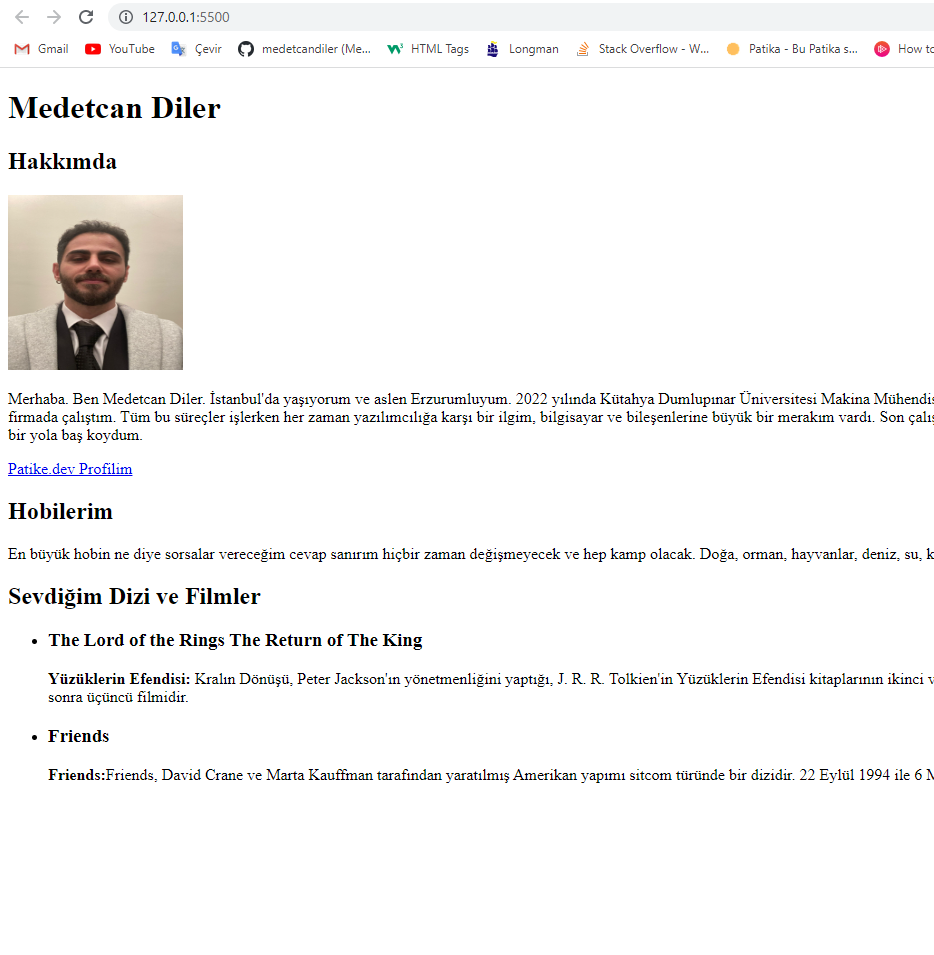 127.0.0.1:5500
Gmail YouTube Çevir medetcandiler (Me... HTML Tags Longman Stack Overflow - W... Patika - Bu Patika s... How to
Medetcan Diler
Hakkımda
Merhaba. Ben Medetcan Diler. İstanbul'da yaşıyorum ve aslen Erzurumluyum. 2022 yılında Kütahya Dumlupınar Üniversitesi Makina Mühendis
firmada çalıştım. Tüm bu süreçler işlerken her zaman yazılımcılığa karşı bir ilgim, bilgisayar ve bileşenlerine büyük bir merakım vardı. Son çalış
bir yola baş koydum.
Patike.dev Profilim
Hobilerim
En büyük hobin ne diye sorsalar vereceğim cevap sanırım hiçbir zaman değişmeyecek ve hep kamp olacak. Doğa, orman, hayvanlar, deniz, su, k
Sevdiğim Dizi ve Filmler
The Lord of the Rings The Return of The King
Yüzüklerin Efendisi: Kralın Dönüşü, Peter Jackson'ın yönetmenliğini yaptığı, J. R. R. Tolkien'in Yüzüklerin Efendisi kitaplarının ikinci v
sonra üçüncü filmidir.
Friends
Friends:Friends, David Crane ve Marta Kauffman tarafından yaratılmış Amerikan yapımı sitcom türünde bir dizidir. 22 Eylül 1994 ile 6 M